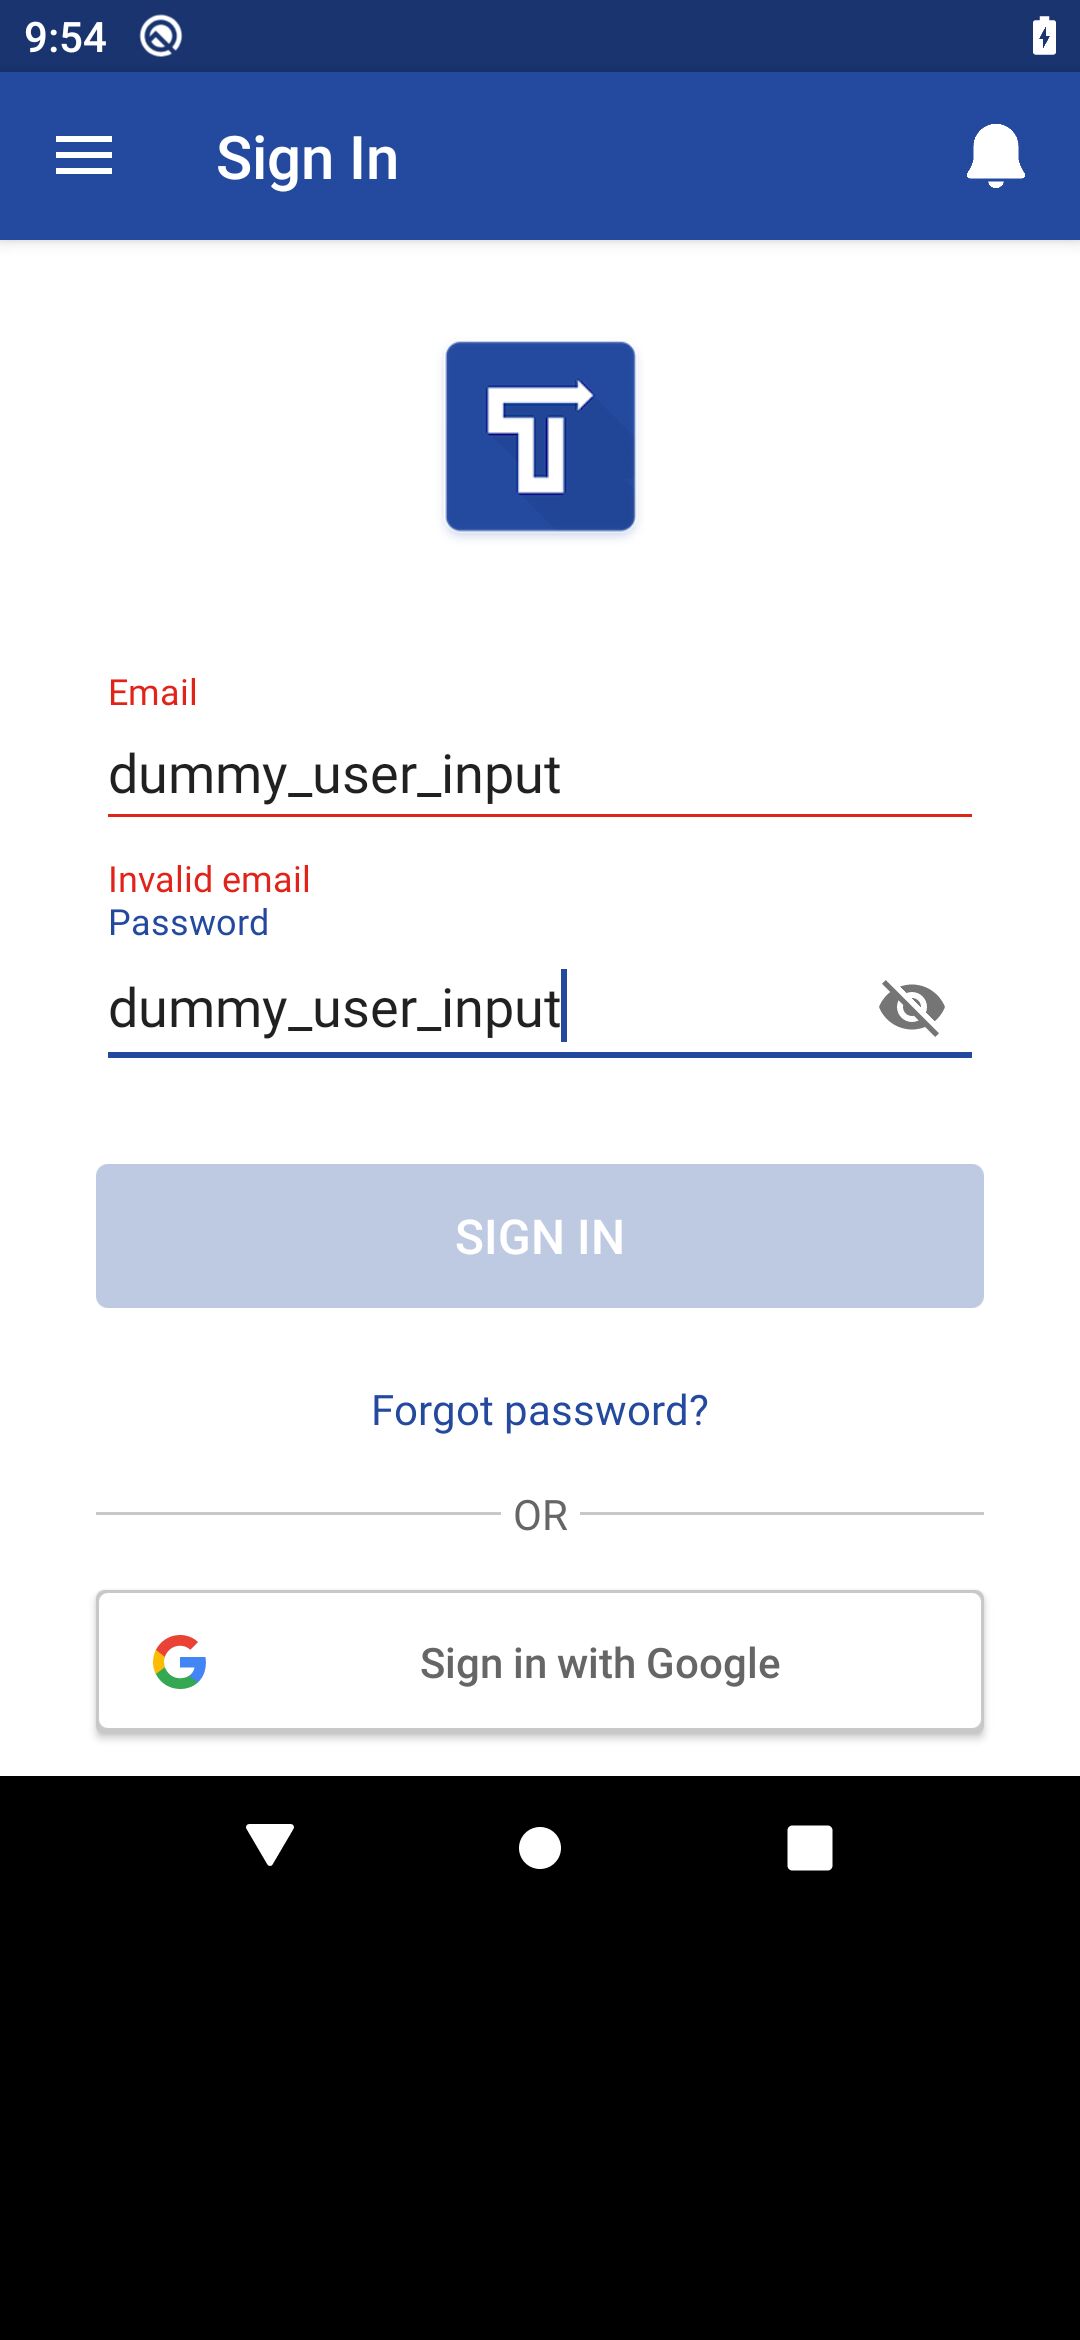 9:54
Sign In
Email
dummy_user_input
Invalid email
Password
dummy_user_input
SIGN IN
Forgot password?
OR
Sign in with Google